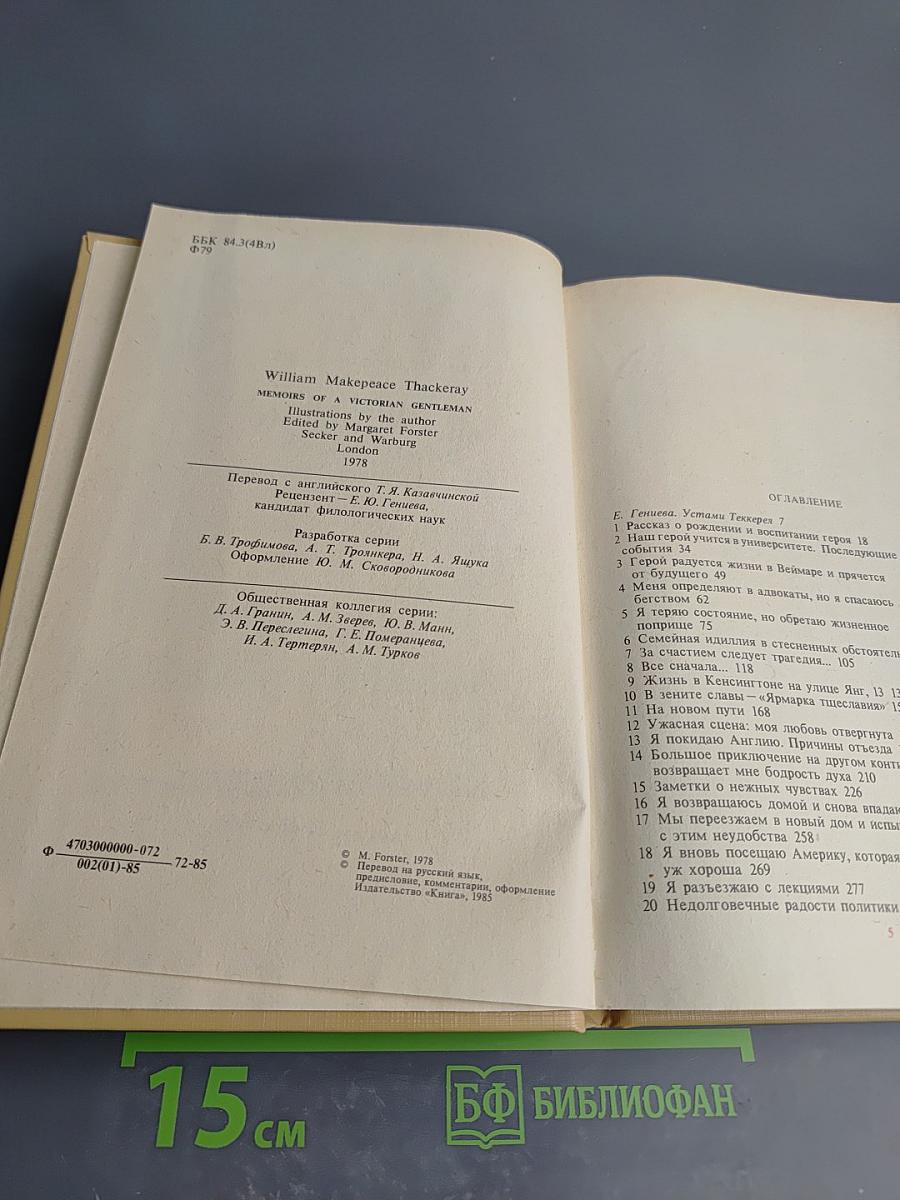 ББК 84.3(4Вл)
Ф79
William Makepeace Thackeray
MEMOIRS OF A VICTORIAN GENTLEMAN
Illustrations by the author
Edited by Margaret Forster
Secker and Warburg
London
1978
Перевод с английского Т. Я. Казавчинской
Рецензент — Е. Ю. Гениева,
кандидат филологических наук
Разработка серии
Б. В. Трофимова, А. Т. Троянкера, Н. А. Ящука
Оформление Ю. М. Сковородникова
Общественная коллегия серии:
Д. А. Гранин, А. М. Зверев, Ю. В. Манн,
Э. В. Переслегина, Г. Е. Померанцева,
И. А. Тертерян, А. М. Турков
Ф 4703000000-072
002(01)-85 72-85
© M. Forster, 1978
© Перевод на русский язык,
предисловие, комментарии, оформление
Издательство «Книга», 1985
ОГЛАВЛЕНИЕ
Е. Гениева. Устами Теккерея 7
1 Рассказ о рождении и воспитании героя 18
2 Наш герой учится в университете. Последующие
события 34
3 Герой радуется жизни в Веймаре и прячется
от будущего 49
4 Меня определяют в адвокаты, но я спасаюсь
бегством 62
5 Я теряю состояние, но обретаю жизненное
поприще 75
6 Семейная идиллия в стесненных обстоятель
7 За счастием следует трагедия... 105
8 Все сначала... 118
9 Жизнь в Кенсингтоне на улице Янг, 13 13
10 В зените славы — «Ярмарка тщеславия» 15
11 На новом пути 168
12 Ужасная сцена: моя любовь отвергнута
13 Я покидаю Англию. Причины отъезда
14 Большое приключение на другом конти
возвращает мне бодрость духа 210
15 Заметки о нежных чувствах 226
16 Я возвращаюсь домой и снова впадаю
17 Мы переезжаем в новый дом и испы
с этим неудобства 258
18 Я вновь посещаю Америку, которая
уж хороша 269
19 Я разъезжаю с лекциями 277
20 Недолговечные радости политики
5
15 см
БФ БИБЛИОФАН